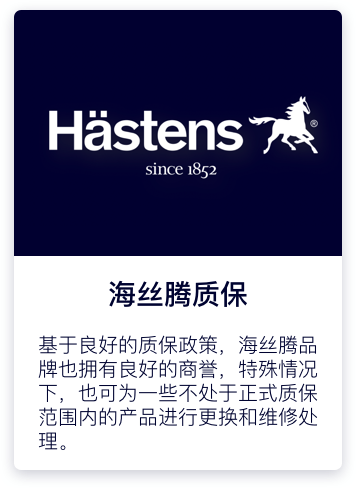 Hästens®
since 1852
海丝腾质保
基于良好的质保政策，海丝腾品
牌也拥有良好的商誉，特殊情况
下，也可为一些不处于正式质保
范围内的产品进行更换和维修处
理。